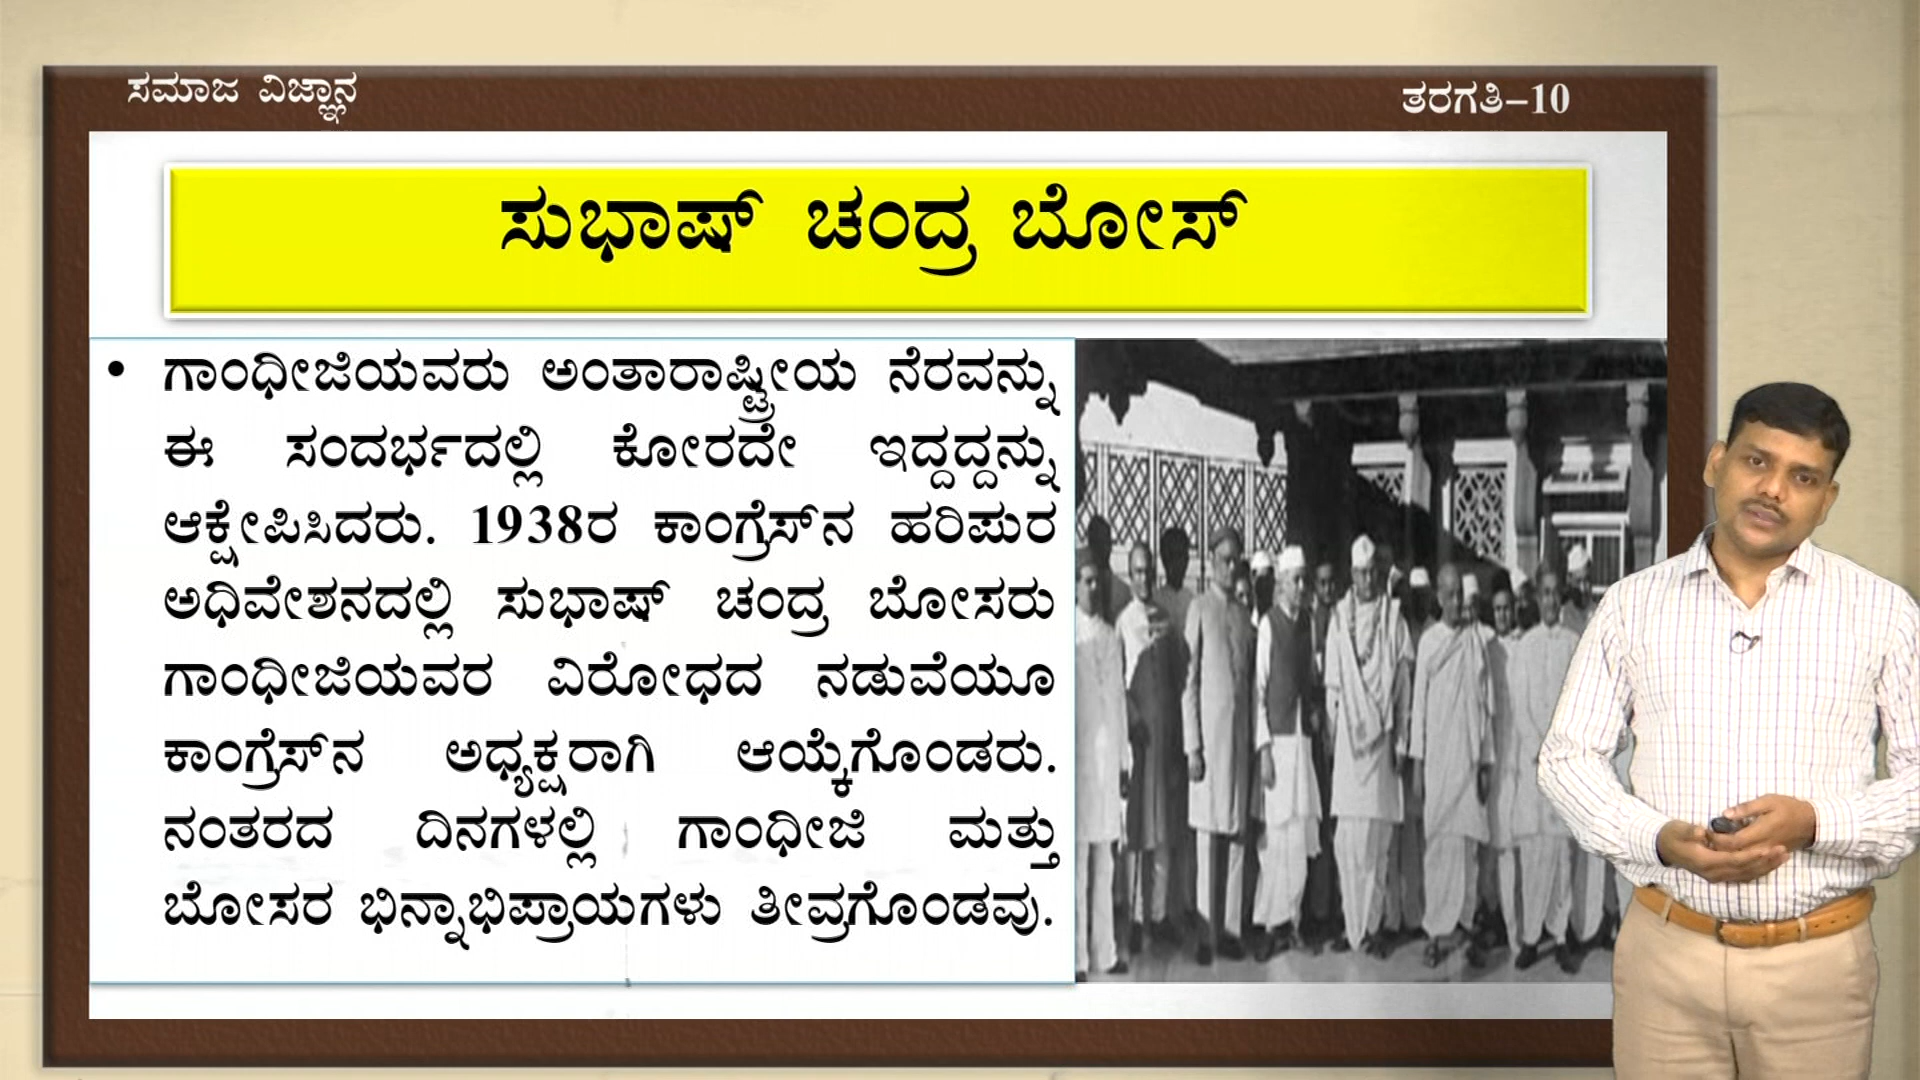 ಸಮಾಜ ವಿಜ್ಞಾನ
ತರಗತಿ–10
ಸುಭಾಷ್ ಚಂದ್ರ ಬೋಸ್
• ಗಾಂಧೀಜಿಯವರು ಅಂತಾರಾಷ್ಟ್ರೀಯ ನೆರವನ್ನು
ಈ ಸಂದರ್ಭದಲ್ಲಿ ಕೋರದೇ ಇದ್ದದ್ದನ್ನು
ಆಕ್ಷೇಪಿಸಿದರು. 1938ರ ಕಾಂಗ್ರೆಸ್‌ನ ಹರಿಪುರ
ಅಧಿವೇಶನದಲ್ಲಿ ಸುಭಾಷ್ ಚಂದ್ರ ಬೋಸರು
ಗಾಂಧೀಜಿಯವರ ವಿರೋಧದ ನಡುವೆಯೂ
ಕಾಂಗ್ರೆಸ್‌ನ ಅಧ್ಯಕ್ಷರಾಗಿ ಆಯ್ಕೆಗೊಂಡರು.
ನಂತರದ ದಿನಗಳಲ್ಲಿ ಗಾಂಧೀಜಿ ಮತ್ತು
ಬೋಸರ ಭಿನ್ನಾಭಿಪ್ರಾಯಗಳು ತೀವ್ರಗೊಂಡವು.